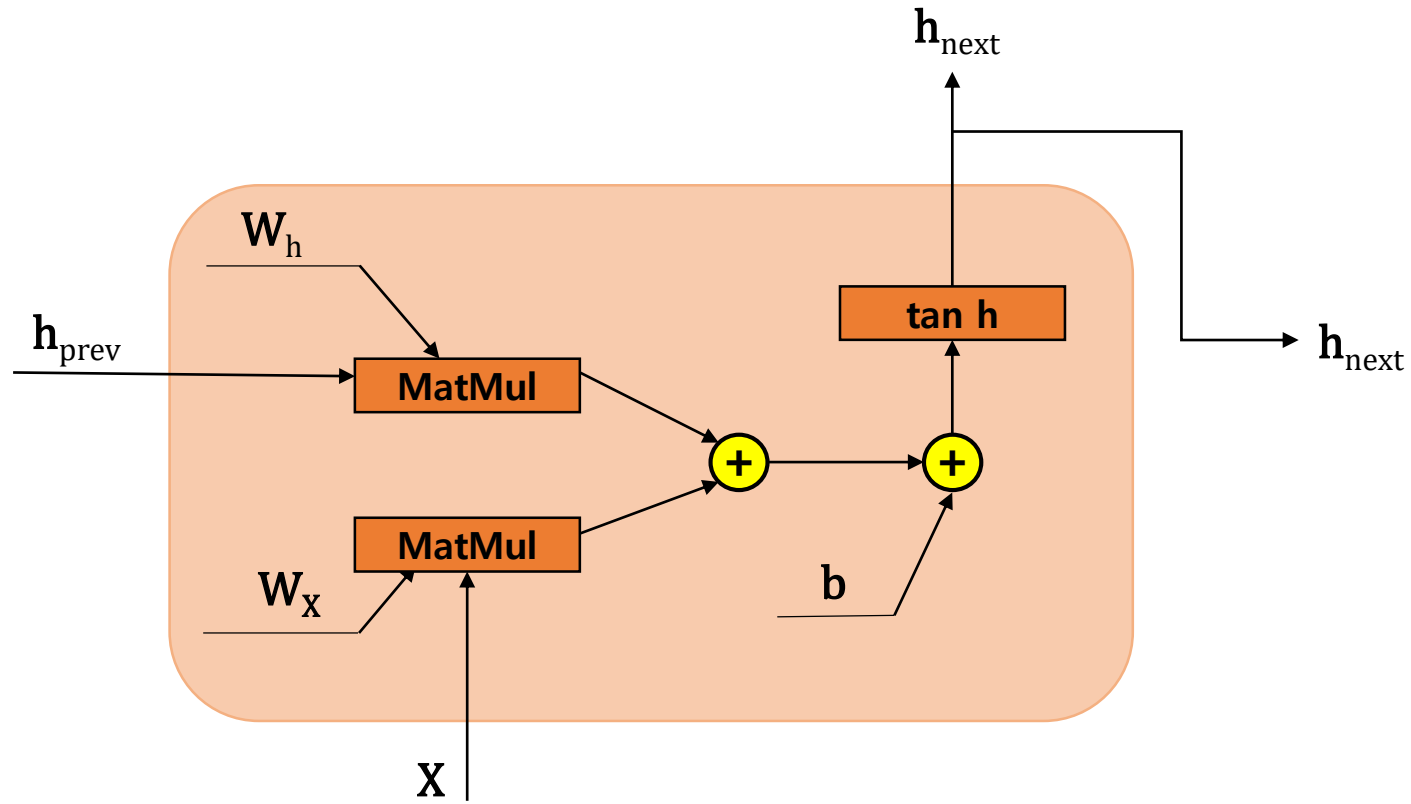 h_next
W_h
tan h
h_prev
h_next
MatMul
+
+
MatMul
W_x
b
x